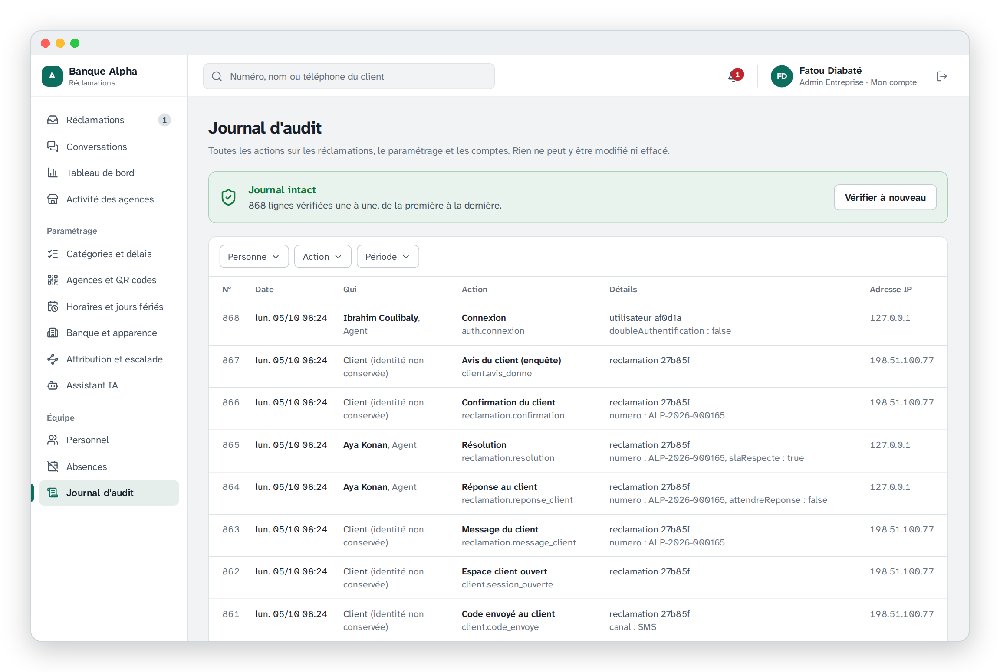 A
Banque Alpha
Réclamations
Numéro, nom ou téléphone du client
1
FD
Fatou Diabaté
Admin Entreprise · Mon compte
Réclamations 1
Conversations
Tableau de bord
Activité des agences
Paramétrage
Catégories et délais
Agences et QR codes
Horaires et jours fériés
Banque et apparence
Attribution et escalade
Assistant IA
Équipe
Personnel
Absences
Journal d'audit
Journal d'audit
Toutes les actions sur les réclamations, le paramétrage et les comptes. Rien ne peut y être modifié ni effacé.
Journal intact
868 lignes vérifiées une à une, de la première à la dernière.
Vérifier à nouveau
Personne Action Période
N° Date Qui Action Détails Adresse IP
868 lun. 05/10 08:24 Ibrahim Coulibaly, Connexion utilisateur af0d1a 127.0.0.1
Agent auth.connexion doubleAuthentification : false
867 lun. 05/10 08:24 Client (identité non Avis du client (enquête) reclamation 27b85f 198.51.100.77
conservée) client.avis_donne
866 lun. 05/10 08:24 Client (identité non Confirmation du client reclamation 27b85f 198.51.100.77
conservée) reclamation.confirmation numero : ALP-2026-000165
865 lun. 05/10 08:24 Aya Konan, Agent Résolution reclamation 27b85f 127.0.0.1
reclamation.resolution numero : ALP-2026-000165, slaRespecte : true
864 lun. 05/10 08:24 Aya Konan, Agent Réponse au client reclamation 27b85f 127.0.0.1
reclamation.reponse_client numero : ALP-2026-000165, attendreReponse : false
863 lun. 05/10 08:24 Client (identité non Message du client reclamation 27b85f 198.51.100.77
conservée) reclamation.message_client numero : ALP-2026-000165
862 lun. 05/10 08:24 Client (identité non Espace client ouvert reclamation 27b85f 198.51.100.77
conservée) client.session_ouverte
861 lun. 05/10 08:24 Client (identité non Code envoyé au client reclamation 27b85f 198.51.100.77
conservée) client.code_envoye canal : SMS